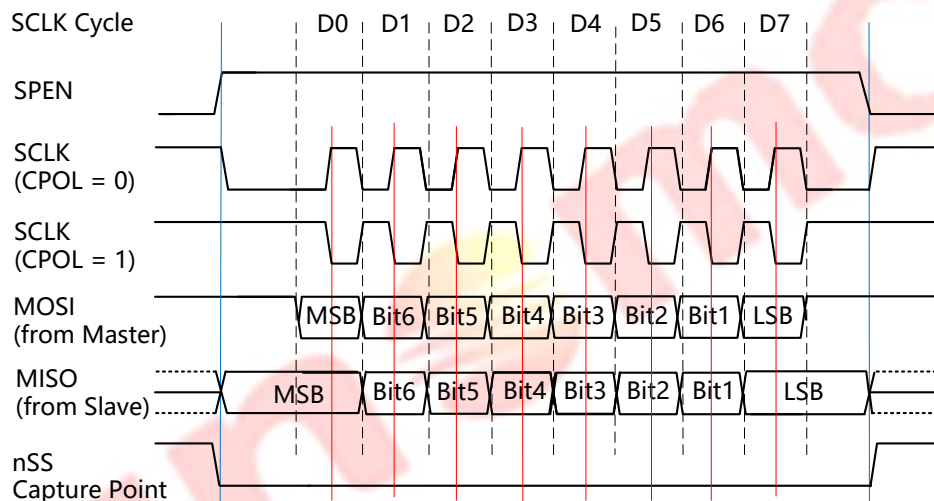 SCLK Cycle D0 D1 D2 D3 D4 D5 D6 D7
SPEN
SCLK
(CPOL = 0)
SCLK
(CPOL = 1)
MOSI
(from Master)
MSB Bit6 Bit5 Bit4 Bit3 Bit2 Bit1 LSB
MISO
(from Slave)
MSB Bit6 Bit5 Bit4 Bit3 Bit2 Bit1 LSB
nSS
Capture Point